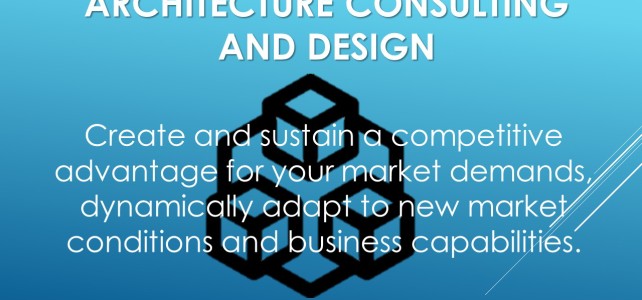 ARCHITECTURE CONSULTING
AND DESIGN
Create and sustain a competitive
advantage for your market demands,
dynamically adapt to new market
conditions and business capabilities.